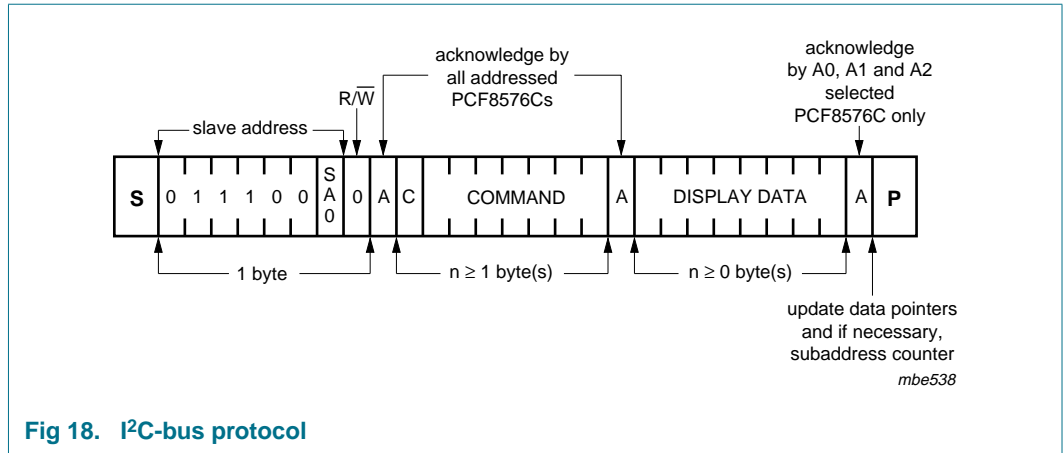 acknowledge by
all addressed
PCF8576Cs
acknowledge
by A0, A1 and A2
selected
PCF8576C only
R/W̅
slave address
S 0 1 1 1 0 0 SA0 0 A C COMMAND A DISPLAY DATA A P
1 byte
n ≥ 1 byte(s)
n ≥ 0 byte(s)
update data pointers
and if necessary,
subaddress counter
mbe538
Fig 18. I²C-bus protocol